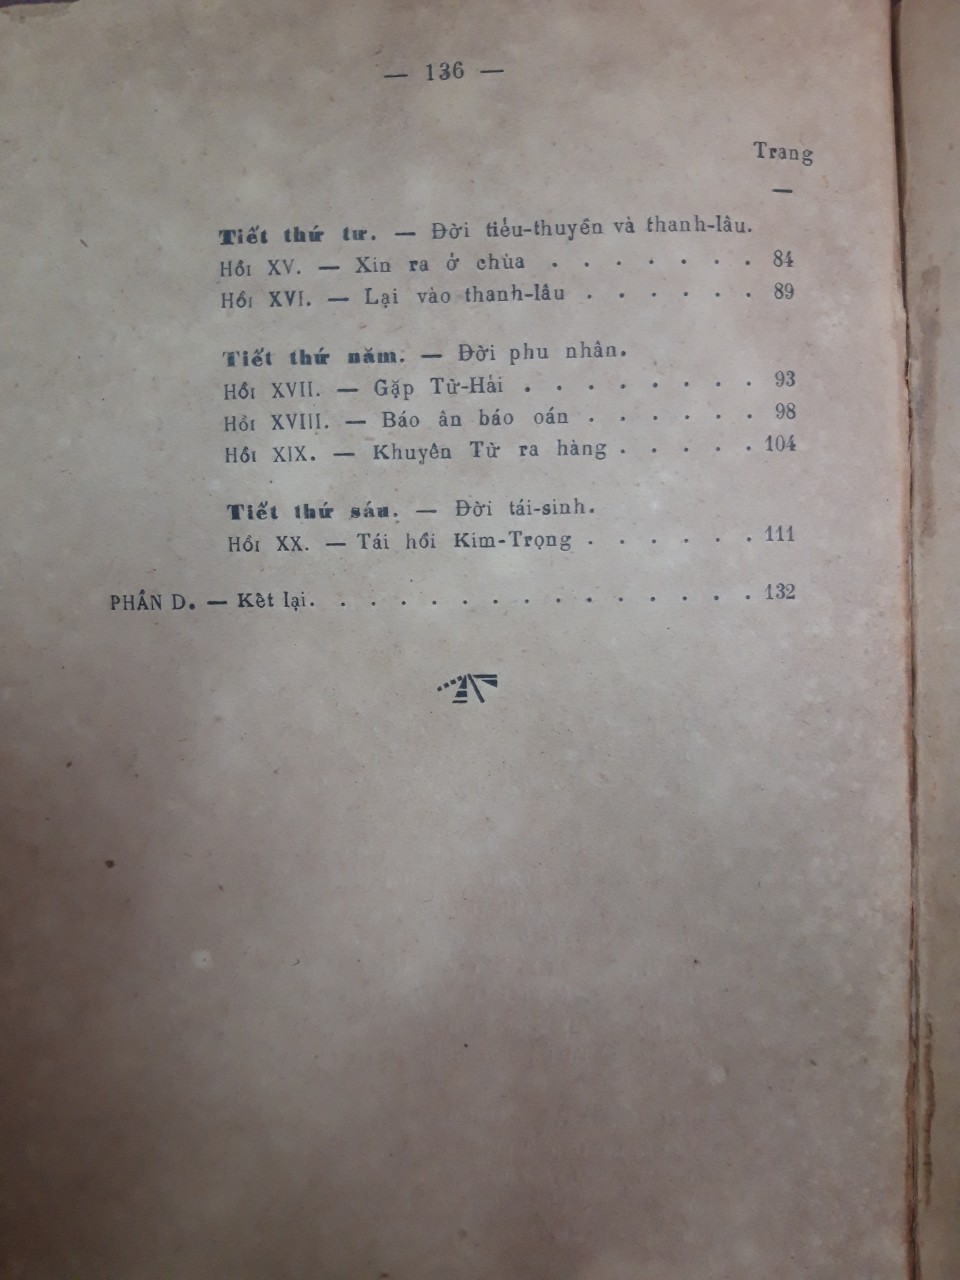 — 136 —
Trang
—
Tiết thứ tư. — Đời tiểu-thuyền và thanh-lâu.
Hồi XV. — Xin ra ở chùa . . . . . . . 84
Hồi XVI. — Lại vào thanh-lâu . . . . . . 89
Tiết thứ năm. — Đời phu nhân.
Hồi XVII. — Gặp Từ-Hải . . . . . . . . 93
Hồi XVIII. — Báo ân báo oán . . . . . . 98
Hồi XIX. — Khuyên Từ ra hàng . . . . . 104
Tiết thứ sáu. — Đời tái-sinh.
Hồi XX. — Tái hồi Kim-Trọng . . . . . . 111
PHẦN D. — Kêt lại. . . . . . . . . . . . . . . . 132